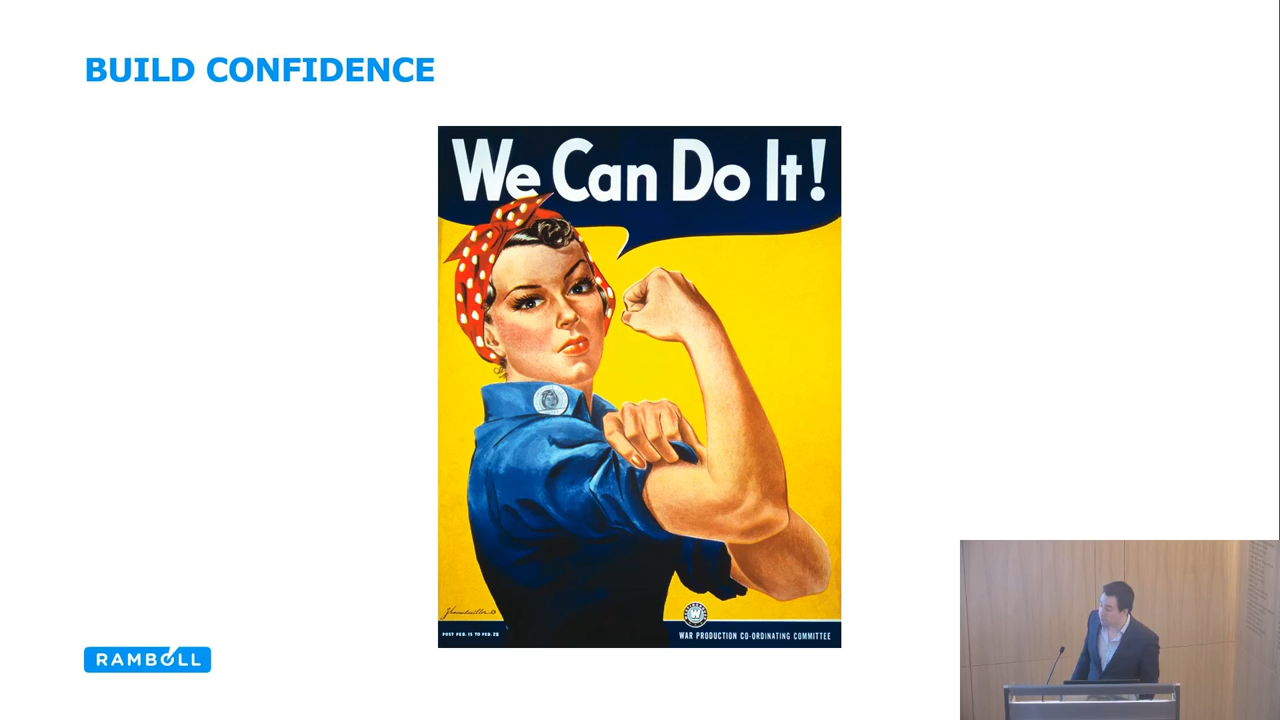 BUILD CONFIDENCE
We Can Do It!
POST FEB. 15 TO FEB. 28
WAR PRODUCTION CO-ORDINATING COMMITTEE
RAMBOLL